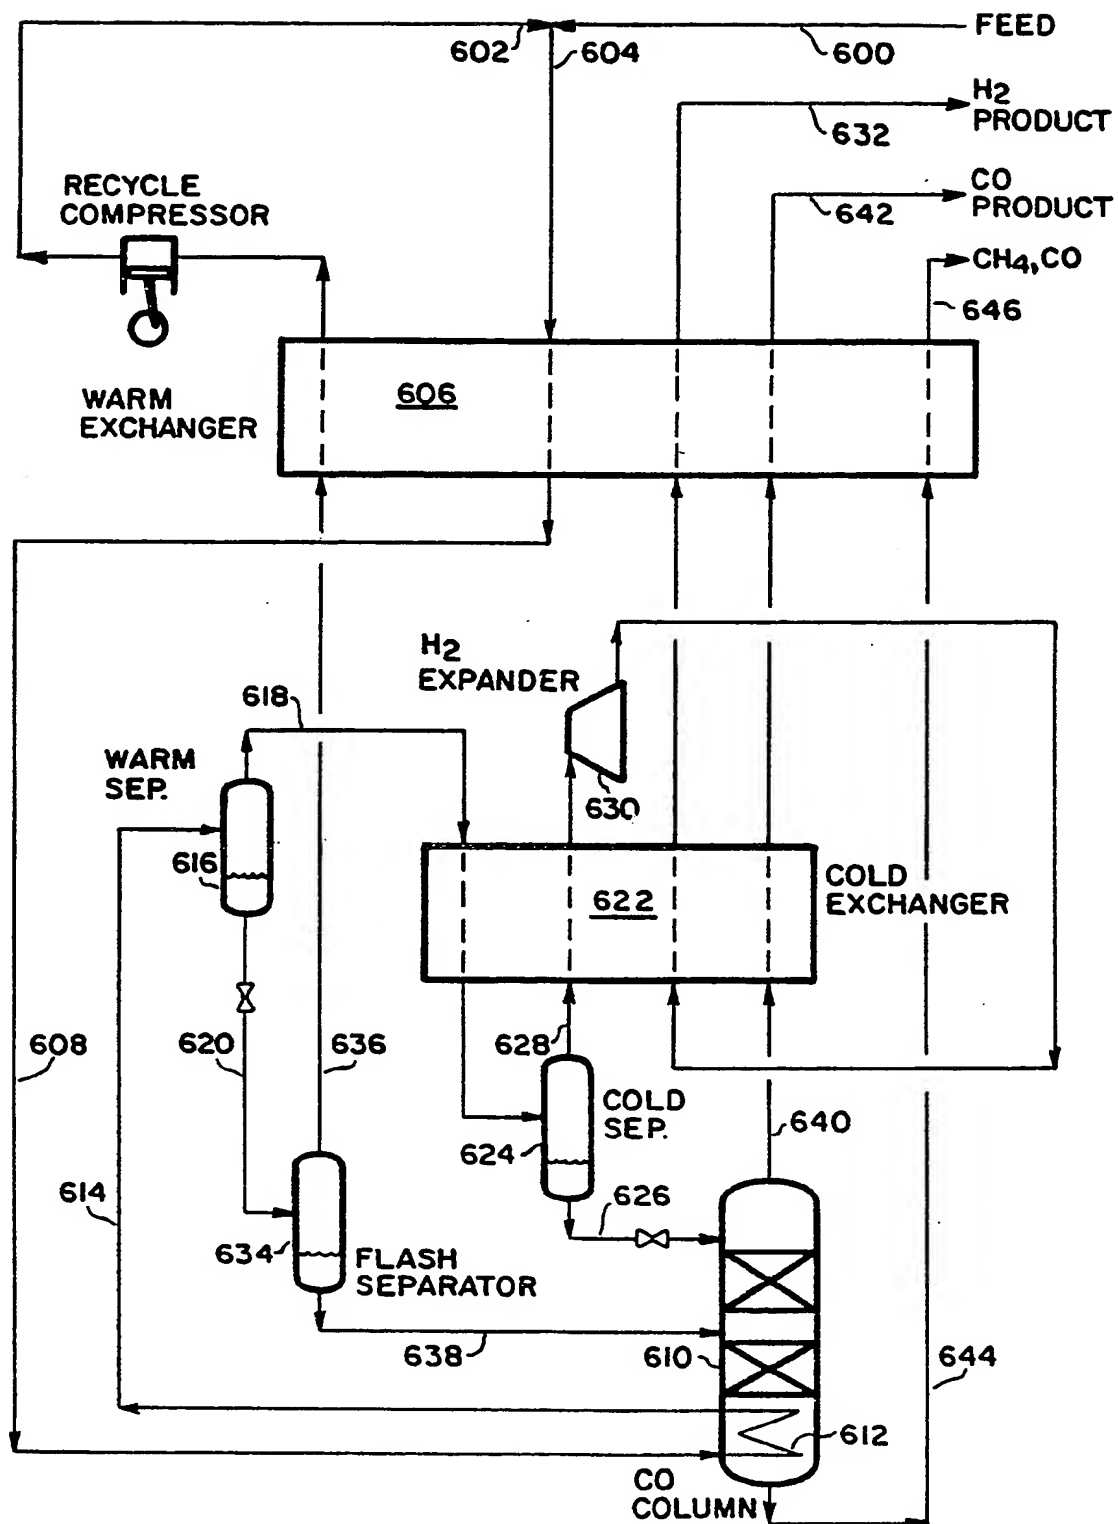 FEED
602
604
600
H2
PRODUCT
632
RECYCLE
COMPRESSOR
CO
PRODUCT
642
CH4, CO
646
WARM
EXCHANGER
606
H2
EXPANDER
618
WARM
SEP.
630
616
622
COLD
EXCHANGER
608
620
636
628
COLD
SEP.
624
640
614
626
634
FLASH
SEPARATOR
638
610
644
612
CO
COLUMN